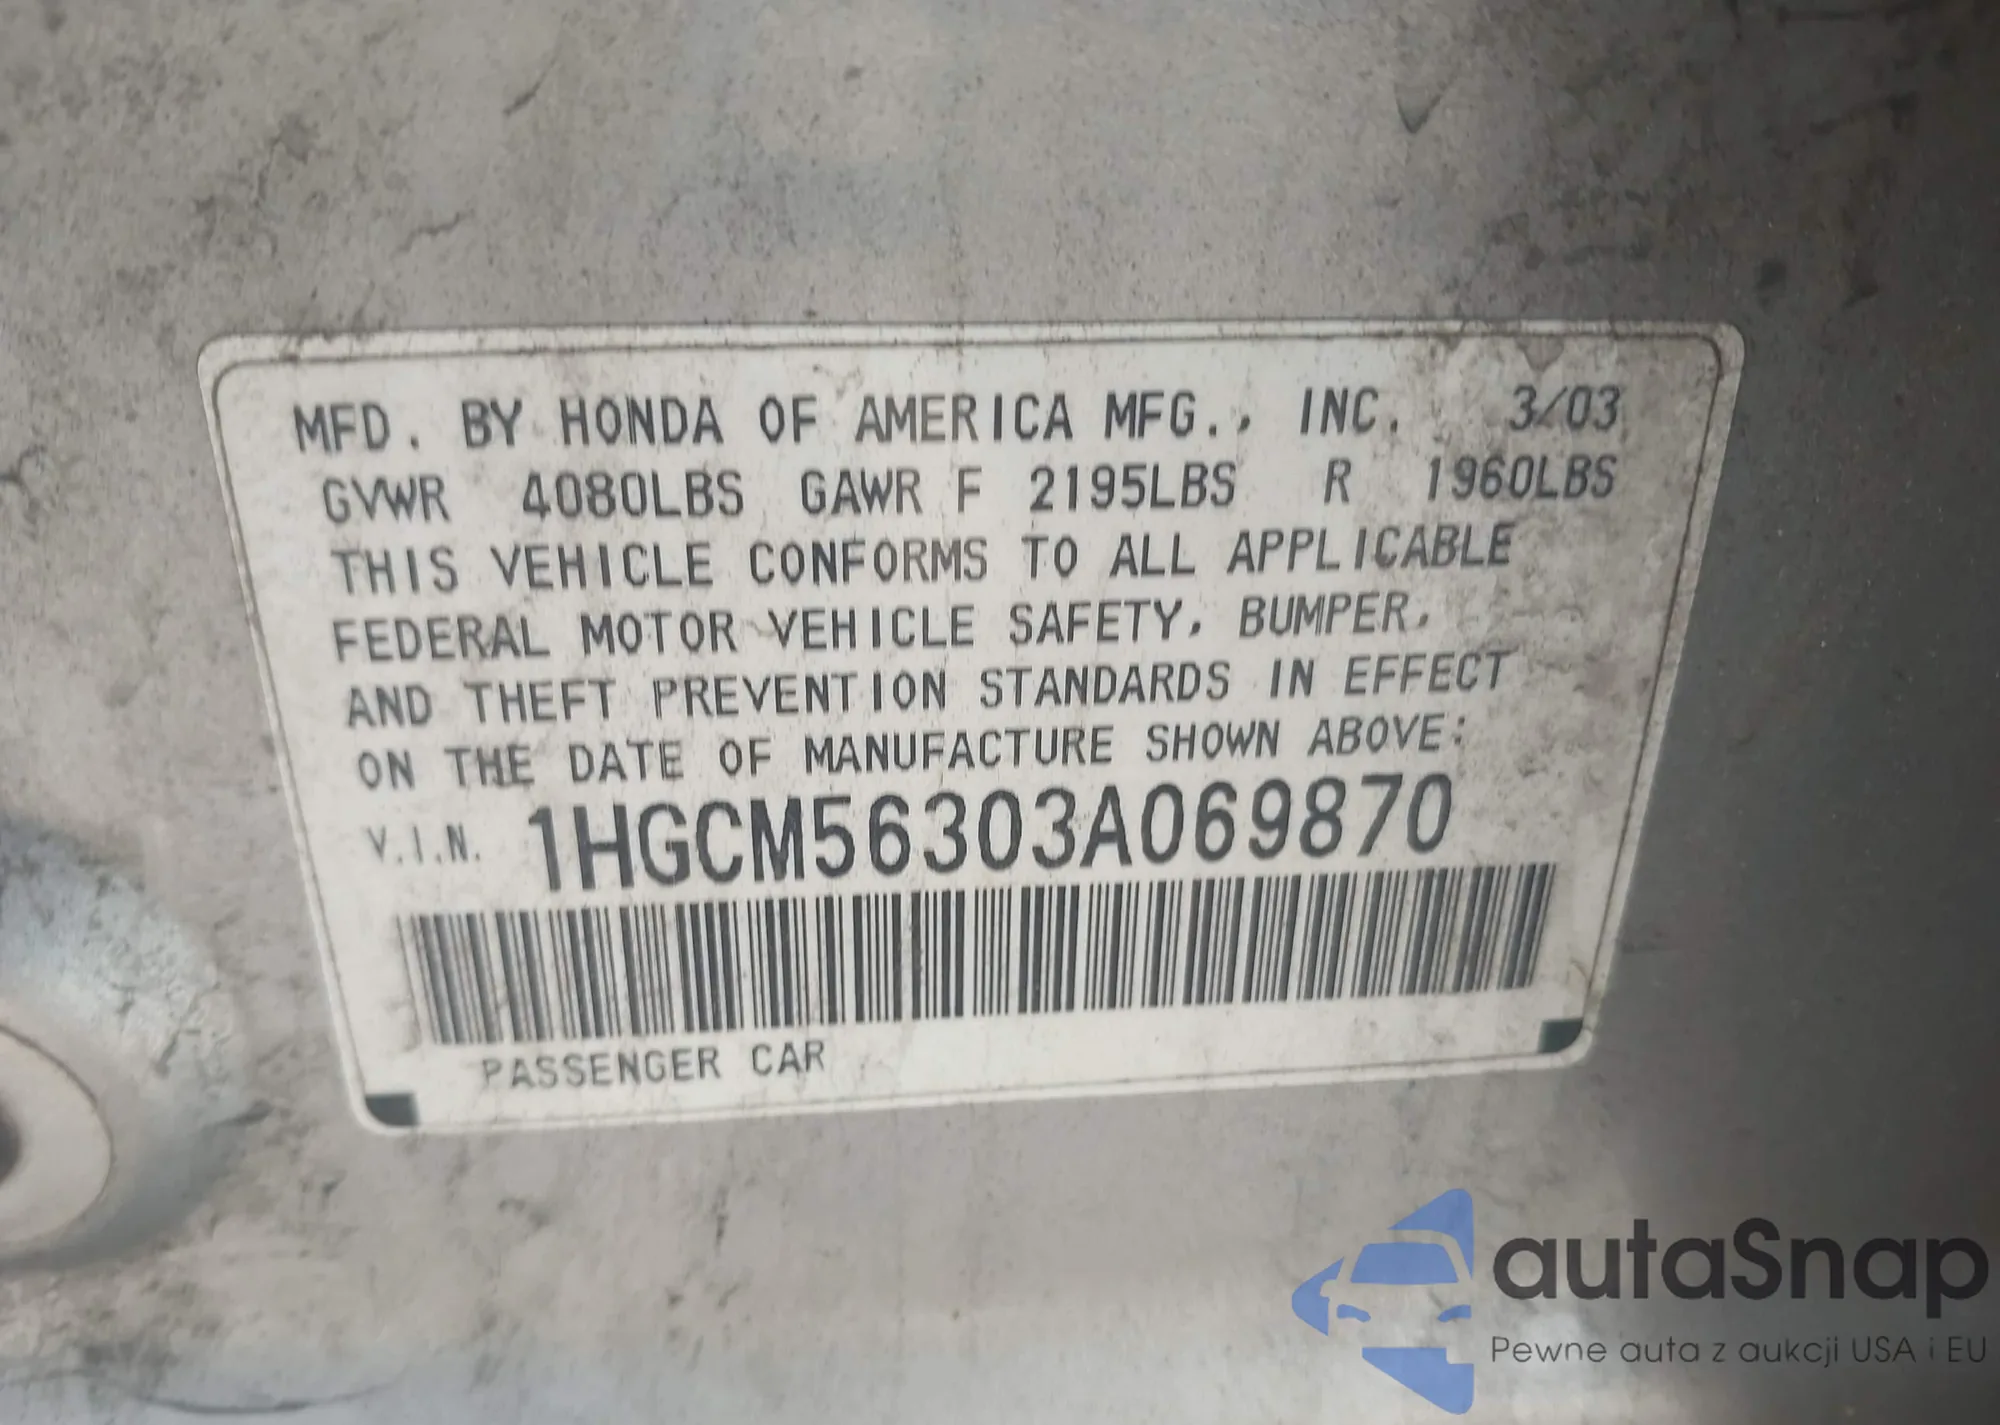 MFD. BY HONDA OF AMERICA MFG., INC. 3/03
GVWR 4080LBS GAWR F 2195LBS R 1960LBS
THIS VEHICLE CONFORMS TO ALL APPLICABLE
FEDERAL MOTOR VEHICLE SAFETY, BUMPER,
AND THEFT PREVENTION STANDARDS IN EFFECT
ON THE DATE OF MANUFACTURE SHOWN ABOVE:
V.I.N. 1HGCM56303A069870
PASSENGER CAR
autaSnap
Pewne auta z aukcji USA i EU